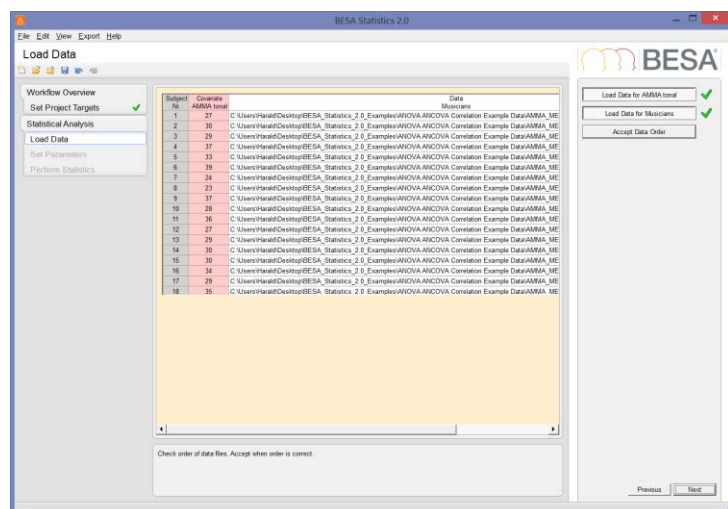 BESA Statistics 2.0
File Edit View Export Help
Load Data
BESA
Workflow Overview
Set Project Targets
Statistical Analysis
Load Data
Set Parameters
Perform Statistics
Subject Nr. Covariate AMMA tonal Data Musicians
1 27 C:\Users\Harald\Desktop\BESA_Statistics_2.0_Examples\ANOVA ANCOVA Correlation Example Data\AMMA_ME
2 30 C:\Users\Harald\Desktop\BESA_Statistics_2.0_Examples\ANOVA ANCOVA Correlation Example Data\AMMA_ME
3 29 C:\Users\Harald\Desktop\BESA_Statistics_2.0_Examples\ANOVA ANCOVA Correlation Example Data\AMMA_ME
4 37 C:\Users\Harald\Desktop\BESA_Statistics_2.0_Examples\ANOVA ANCOVA Correlation Example Data\AMMA_ME
5 33 C:\Users\Harald\Desktop\BESA_Statistics_2.0_Examples\ANOVA ANCOVA Correlation Example Data\AMMA_ME
6 39 C:\Users\Harald\Desktop\BESA_Statistics_2.0_Examples\ANOVA ANCOVA Correlation Example Data\AMMA_ME
7 24 C:\Users\Harald\Desktop\BESA_Statistics_2.0_Examples\ANOVA ANCOVA Correlation Example Data\AMMA_ME
8 23 C:\Users\Harald\Desktop\BESA_Statistics_2.0_Examples\ANOVA ANCOVA Correlation Example Data\AMMA_ME
9 37 C:\Users\Harald\Desktop\BESA_Statistics_2.0_Examples\ANOVA ANCOVA Correlation Example Data\AMMA_ME
10 28 C:\Users\Harald\Desktop\BESA_Statistics_2.0_Examples\ANOVA ANCOVA Correlation Example Data\AMMA_ME
11 36 C:\Users\Harald\Desktop\BESA_Statistics_2.0_Examples\ANOVA ANCOVA Correlation Example Data\AMMA_ME
12 27 C:\Users\Harald\Desktop\BESA_Statistics_2.0_Examples\ANOVA ANCOVA Correlation Example Data\AMMA_ME
13 29 C:\Users\Harald\Desktop\BESA_Statistics_2.0_Examples\ANOVA ANCOVA Correlation Example Data\AMMA_ME
14 30 C:\Users\Harald\Desktop\BESA_Statistics_2.0_Examples\ANOVA ANCOVA Correlation Example Data\AMMA_ME
15 30 C:\Users\Harald\Desktop\BESA_Statistics_2.0_Examples\ANOVA ANCOVA Correlation Example Data\AMMA_ME
16 34 C:\Users\Harald\Desktop\BESA_Statistics_2.0_Examples\ANOVA ANCOVA Correlation Example Data\AMMA_ME
17 29 C:\Users\Harald\Desktop\BESA_Statistics_2.0_Examples\ANOVA ANCOVA Correlation Example Data\AMMA_ME
18 35 C:\Users\Harald\Desktop\BESA_Statistics_2.0_Examples\ANOVA ANCOVA Correlation Example Data\AMMA_ME
Load Data for AMMA tonal
Load Data for Musicians
Accept Data Order
Check order of data files. Accept when order is correct.
Previous Next